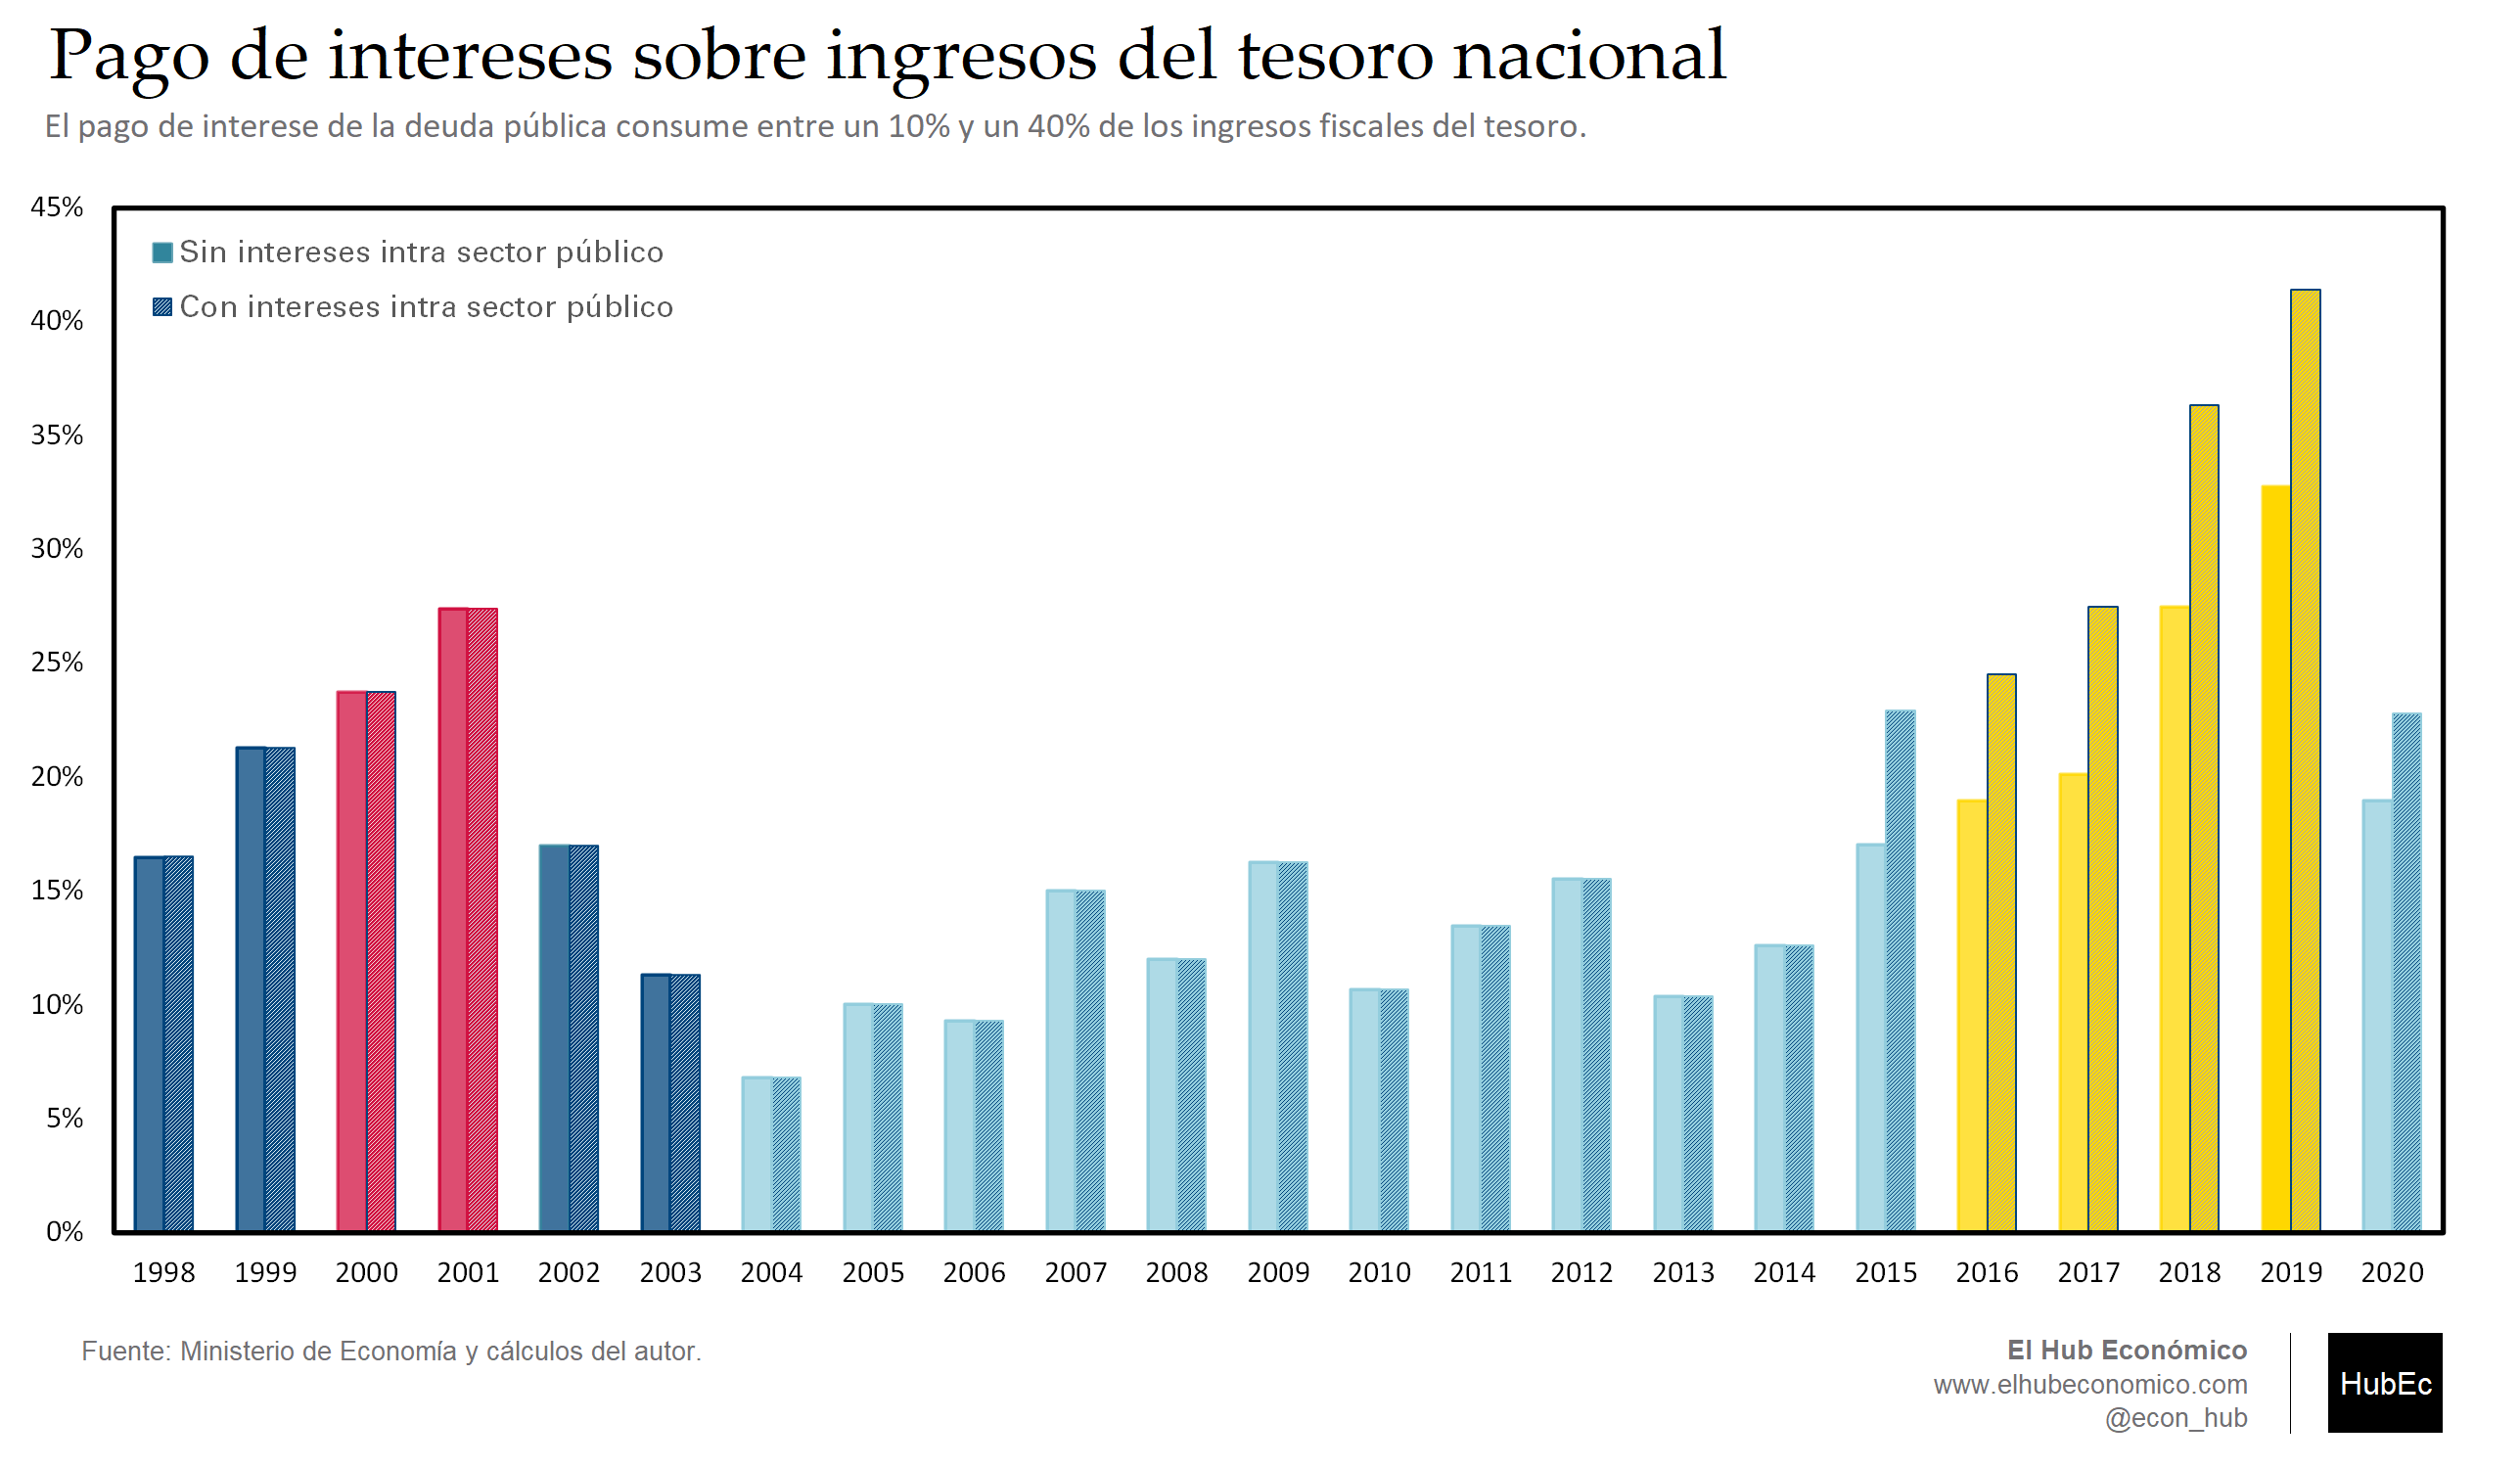 Pago de intereses sobre ingresos del tesoro nacional
El pago de interese de la deuda pública consume entre un 10% y un 40% de los ingresos fiscales del tesoro.
45%
Sin intereses intra sector público
Con intereses intra sector público
40%
35%
30%
25%
20%
15%
10%
5%
0%
1998 1999 2000 2001 2002 2003 2004 2005 2006 2007 2008 2009 2010 2011 2012 2013 2014 2015 2016 2017 2018 2019 2020
Fuente: Ministerio de Economía y cálculos del autor.
El Hub Económico
www.elhubeconomico.com
@econ_hub
HubEc